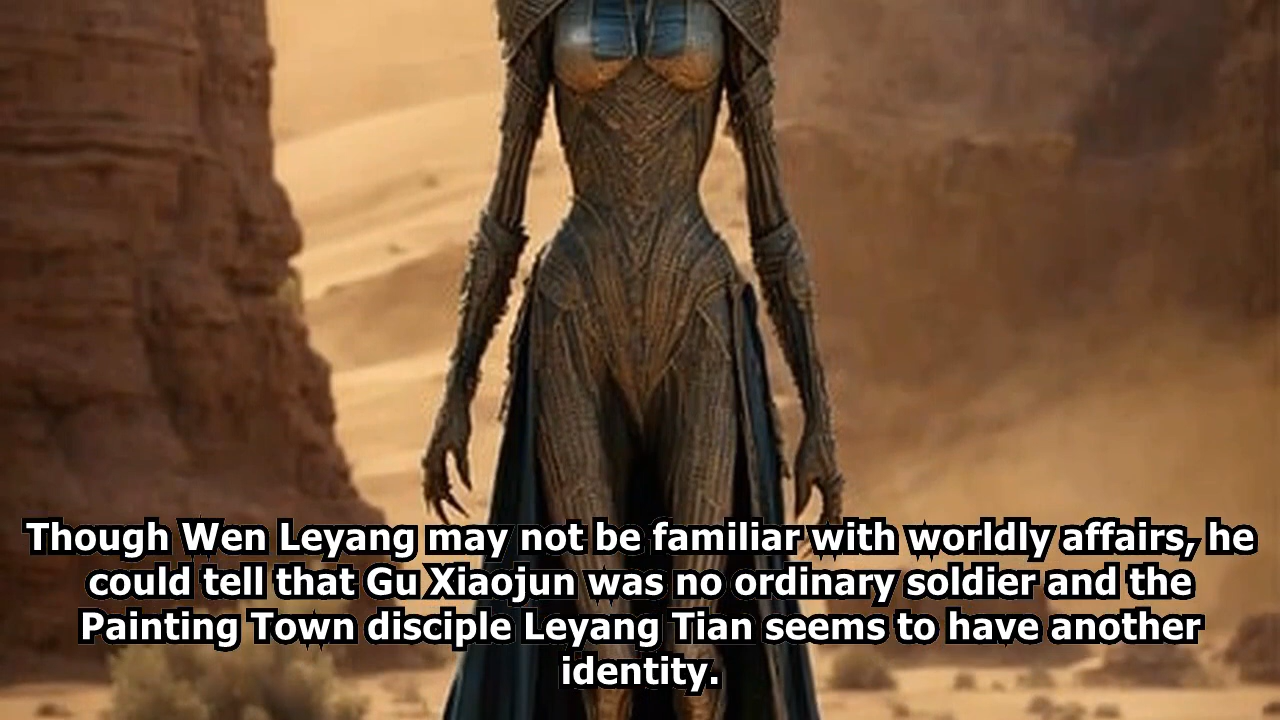 Though Wen Leyang may not be familiar with worldly affairs, he
could tell that Gu Xiaojun was no ordinary soldier and the
Painting Town disciple Leyang Tian seems to have another
identity.